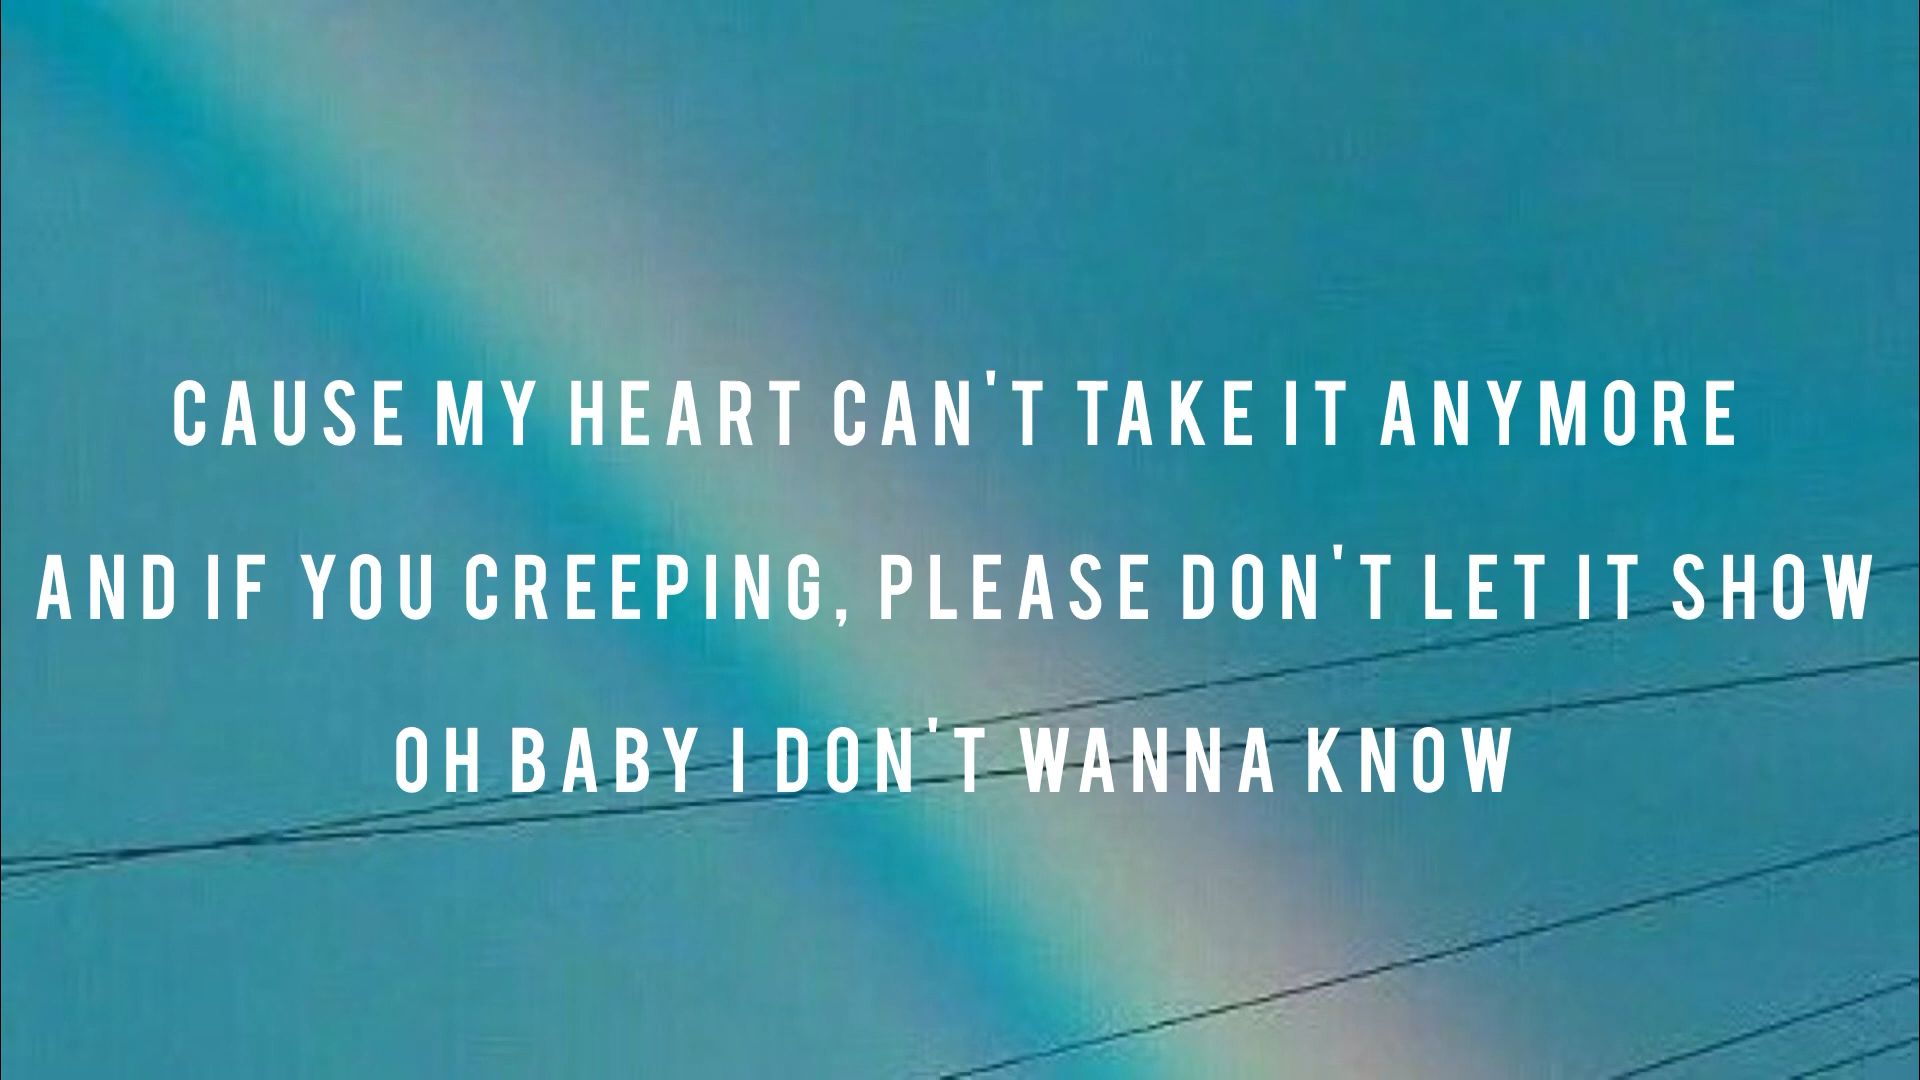 CAUSE MY HEART CAN'T TAKE IT ANYMORE
AND IF YOU CREEPING, PLEASE DON'T LET IT SHOW
OH BABY I DON'T WANNA KNOW